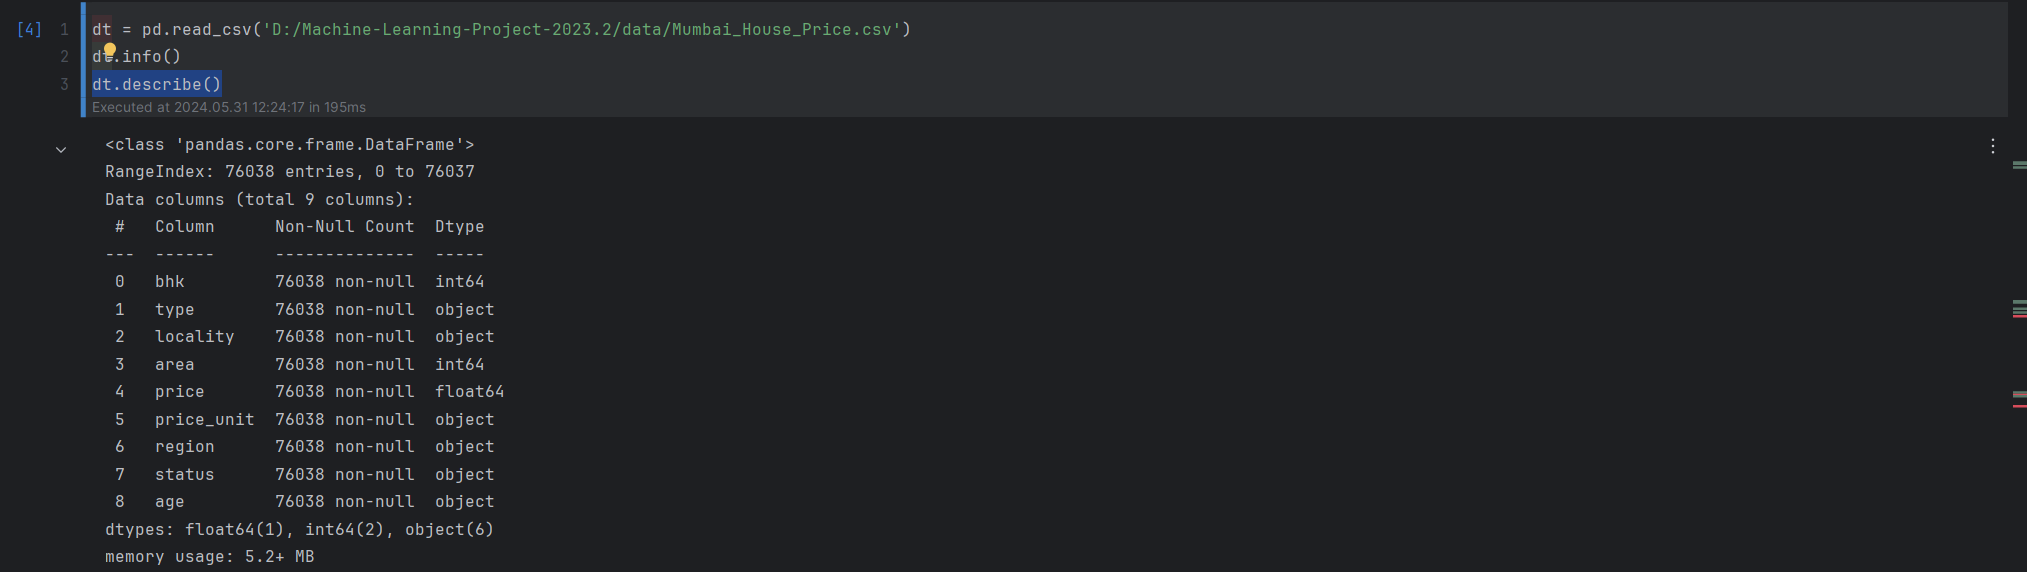 [4] 1 dt = pd.read_csv('D:/Machine-Learning-Project-2023.2/data/Mumbai_House_Price.csv')
2 dt.info()
3 dt.describe()
Executed at 2024.05.31 12:24:17 in 195ms
<class 'pandas.core.frame.DataFrame'>
RangeIndex: 76038 entries, 0 to 76037
Data columns (total 9 columns):
 #   Column      Non-Null Count  Dtype
---  ------      --------------  -----
 0   bhk         76038 non-null  int64
 1   type        76038 non-null  object
 2   locality    76038 non-null  object
 3   area        76038 non-null  int64
 4   price       76038 non-null  float64
 5   price_unit  76038 non-null  object
 6   region      76038 non-null  object
 7   status      76038 non-null  object
 8   age         76038 non-null  object
dtypes: float64(1), int64(2), object(6)
memory usage: 5.2+ MB